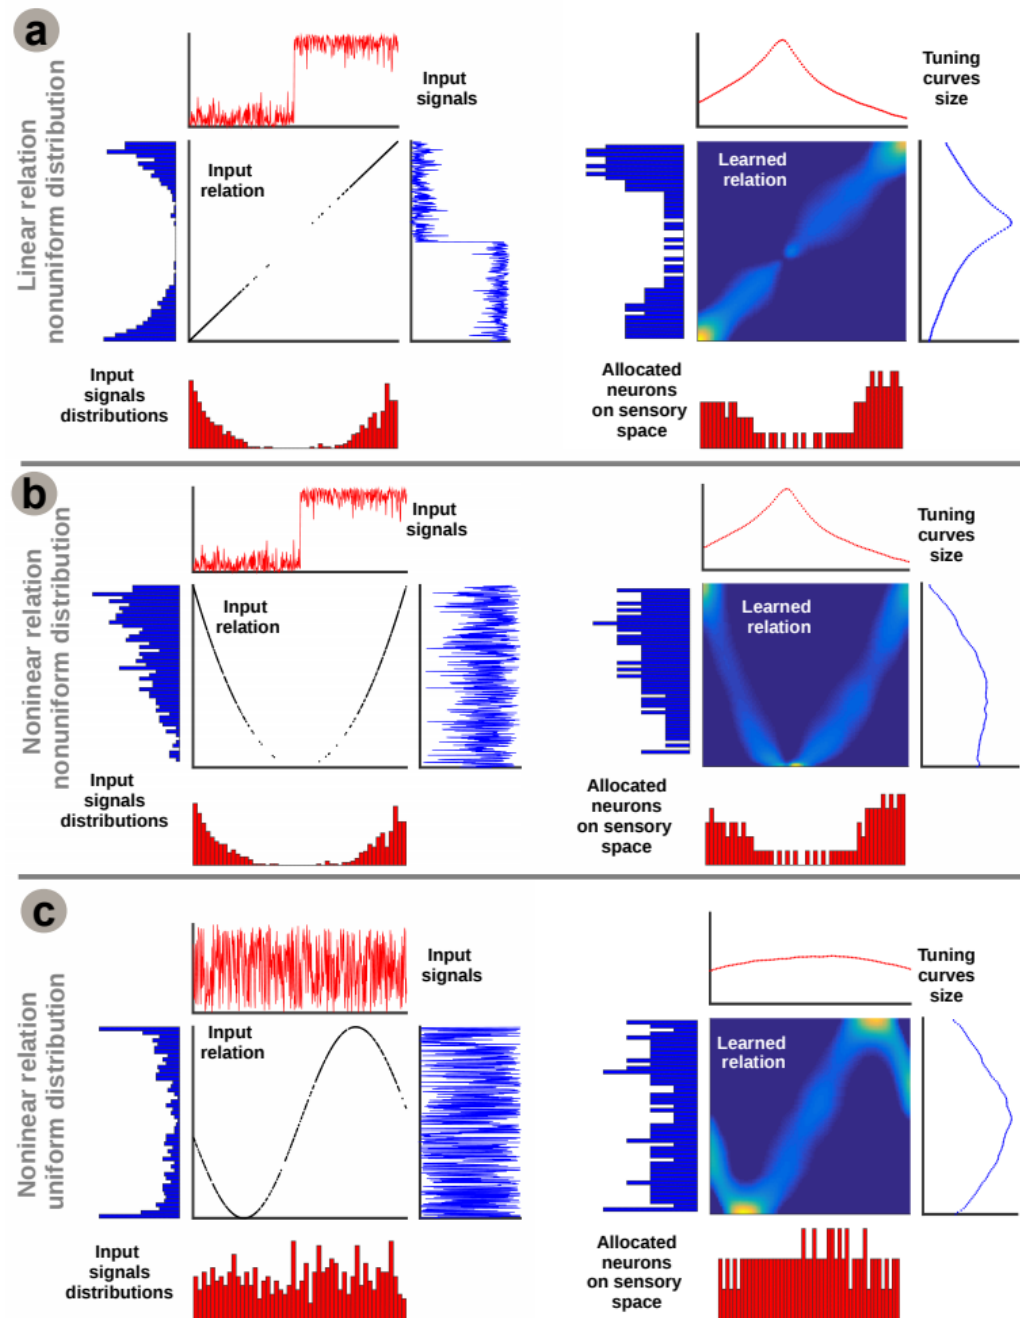 a
Linear relation
nonuniform distribution
Input
signals
Input
relation
Input
signals
distributions
Tuning
curves
size
Learned
relation
Allocated
neurons
on sensory
space
b
Noninear relation
nonuniform distribution
Input
signals
Input
relation
Input
signals
distributions
Tuning
curves
size
Learned
relation
Allocated
neurons
on sensory
space
c
Noninear relation
uniform distribution
Input
signals
Input
relation
Input
signals
distributions
Tuning
curves
size
Learned
relation
Allocated
neurons
on sensory
space